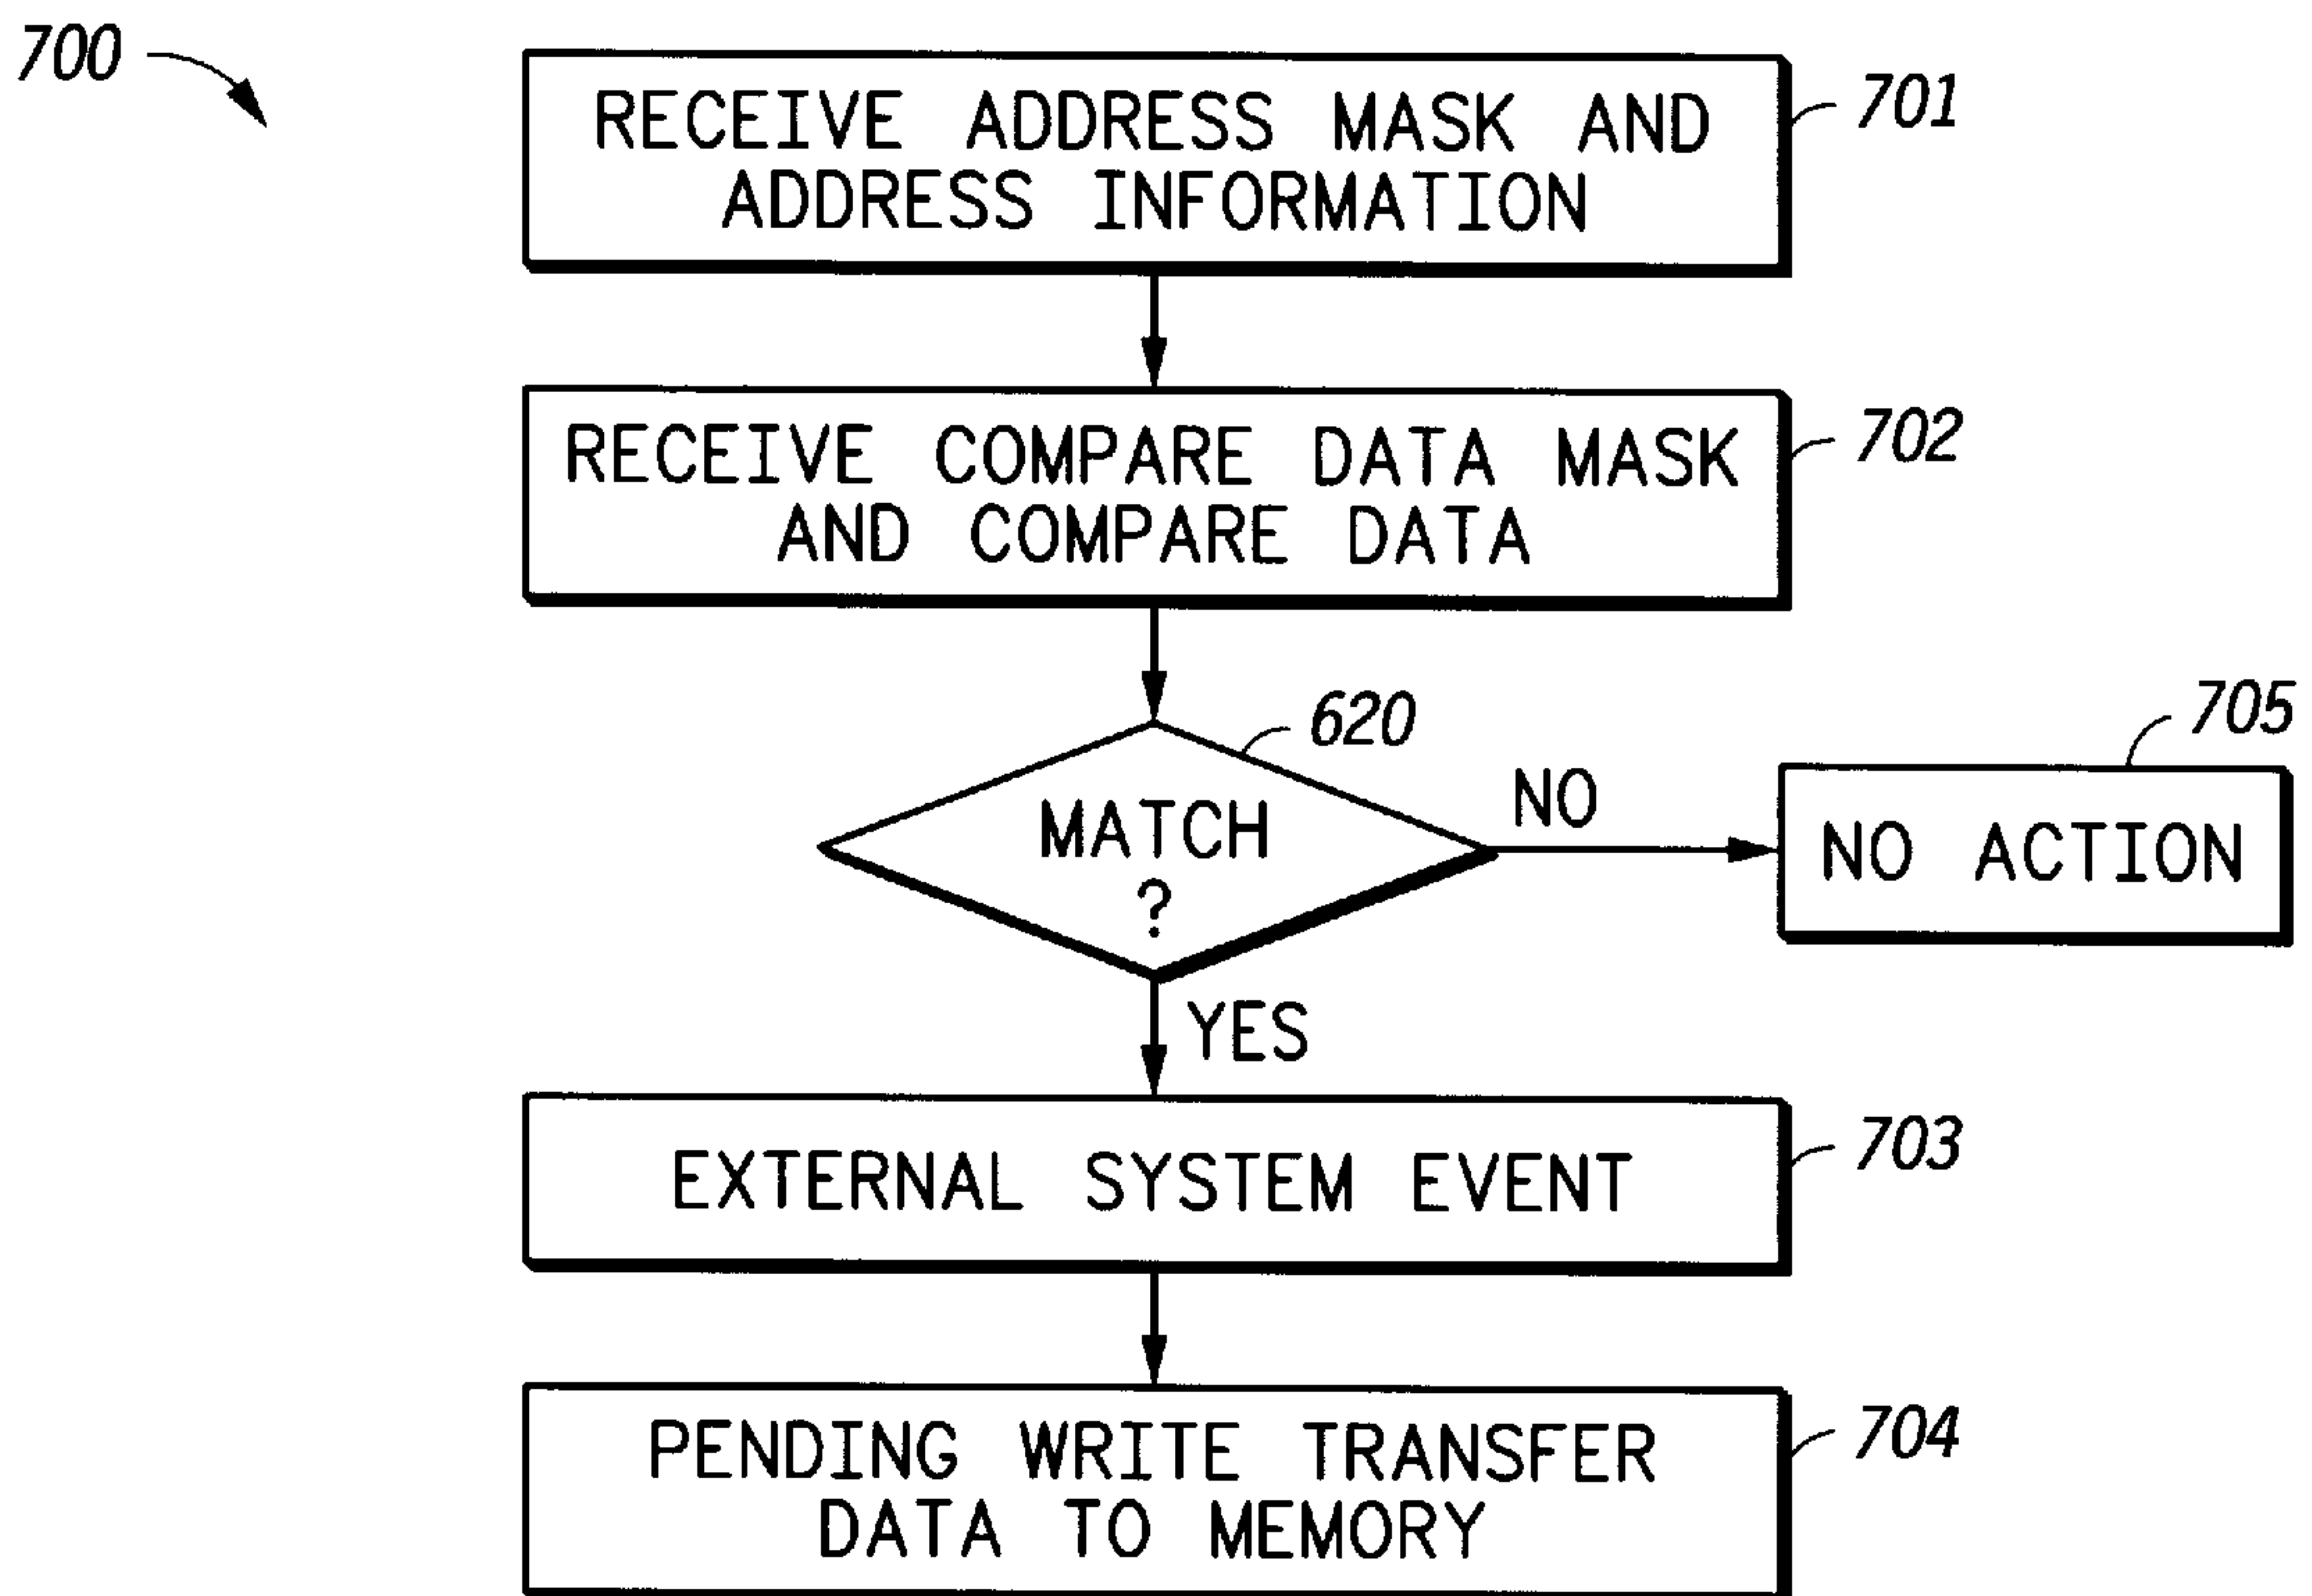 700
RECEIVE ADDRESS MASK AND
ADDRESS INFORMATION
701
RECEIVE COMPARE DATA MASK
AND COMPARE DATA
702
620
MATCH
?
NO
705
NO ACTION
YES
EXTERNAL SYSTEM EVENT
703
PENDING WRITE TRANSFER
DATA TO MEMORY
704